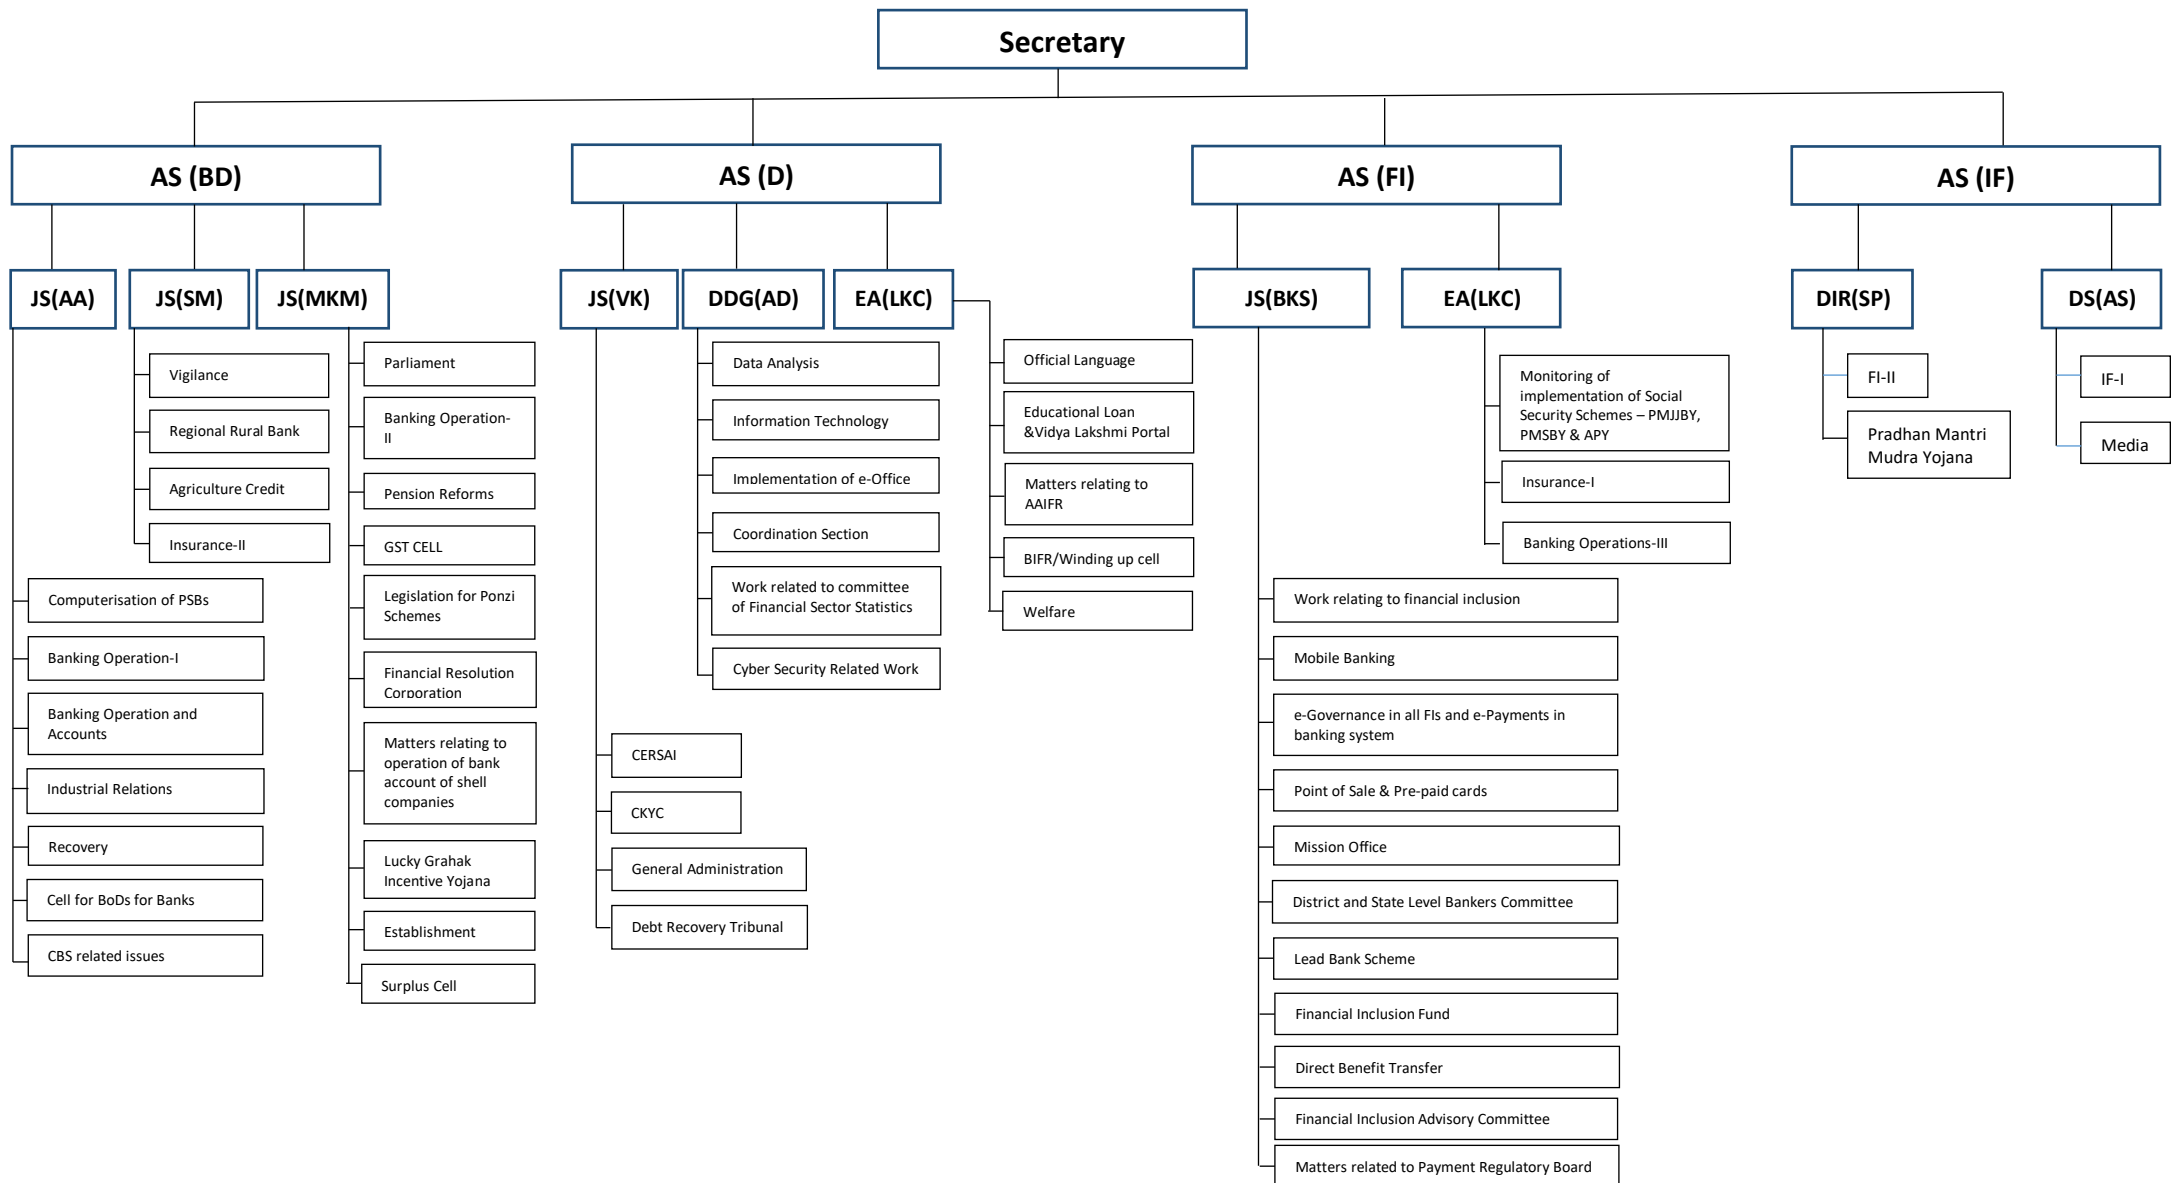 Secretary
AS (BD)
AS (D)
AS (FI)
AS (IF)
JS(AA)
JS(SM)
JS(MKM)
JS(VK)
DDG(AD)
EA(LKC)
JS(BKS)
EA(LKC)
DIR(SP)
DS(AS)
Computerisation of PSBs
Banking Operation-I
Banking Operation and
Accounts
Industrial Relations
Recovery
Cell for BoDs for Banks
CBS related issues
Vigilance
Regional Rural Bank
Agriculture Credit
Insurance-II
Parliament
Banking Operation-
II
Pension Reforms
GST CELL
Legislation for Ponzi
Schemes
Financial Resolution
Corporation
Matters relating to
operation of bank
account of shell
companies
Lucky Grahak
Incentive Yojana
Establishment
Surplus Cell
CERSAI
CKYC
General Administration
Debt Recovery Tribunal
Data Analysis
Information Technology
Implementation of e-Office
Coordination Section
Work related to committee
of Financial Sector Statistics
Cyber Security Related Work
Official Language
Educational Loan
&Vidya Lakshmi Portal
Matters relating to
AAIFR
BIFR/Winding up cell
Welfare
Work relating to financial inclusion
Mobile Banking
e-Governance in all FIs and e-Payments in
banking system
Point of Sale & Pre-paid cards
Mission Office
District and State Level Bankers Committee
Lead Bank Scheme
Financial Inclusion Fund
Direct Benefit Transfer
Financial Inclusion Advisory Committee
Matters related to Payment Regulatory Board
Monitoring of
implementation of Social
Security Schemes – PMJJBY,
PMSBY & APY
Insurance-I
Banking Operations-III
FI-II
Pradhan Mantri
Mudra Yojana
IF-I
Media